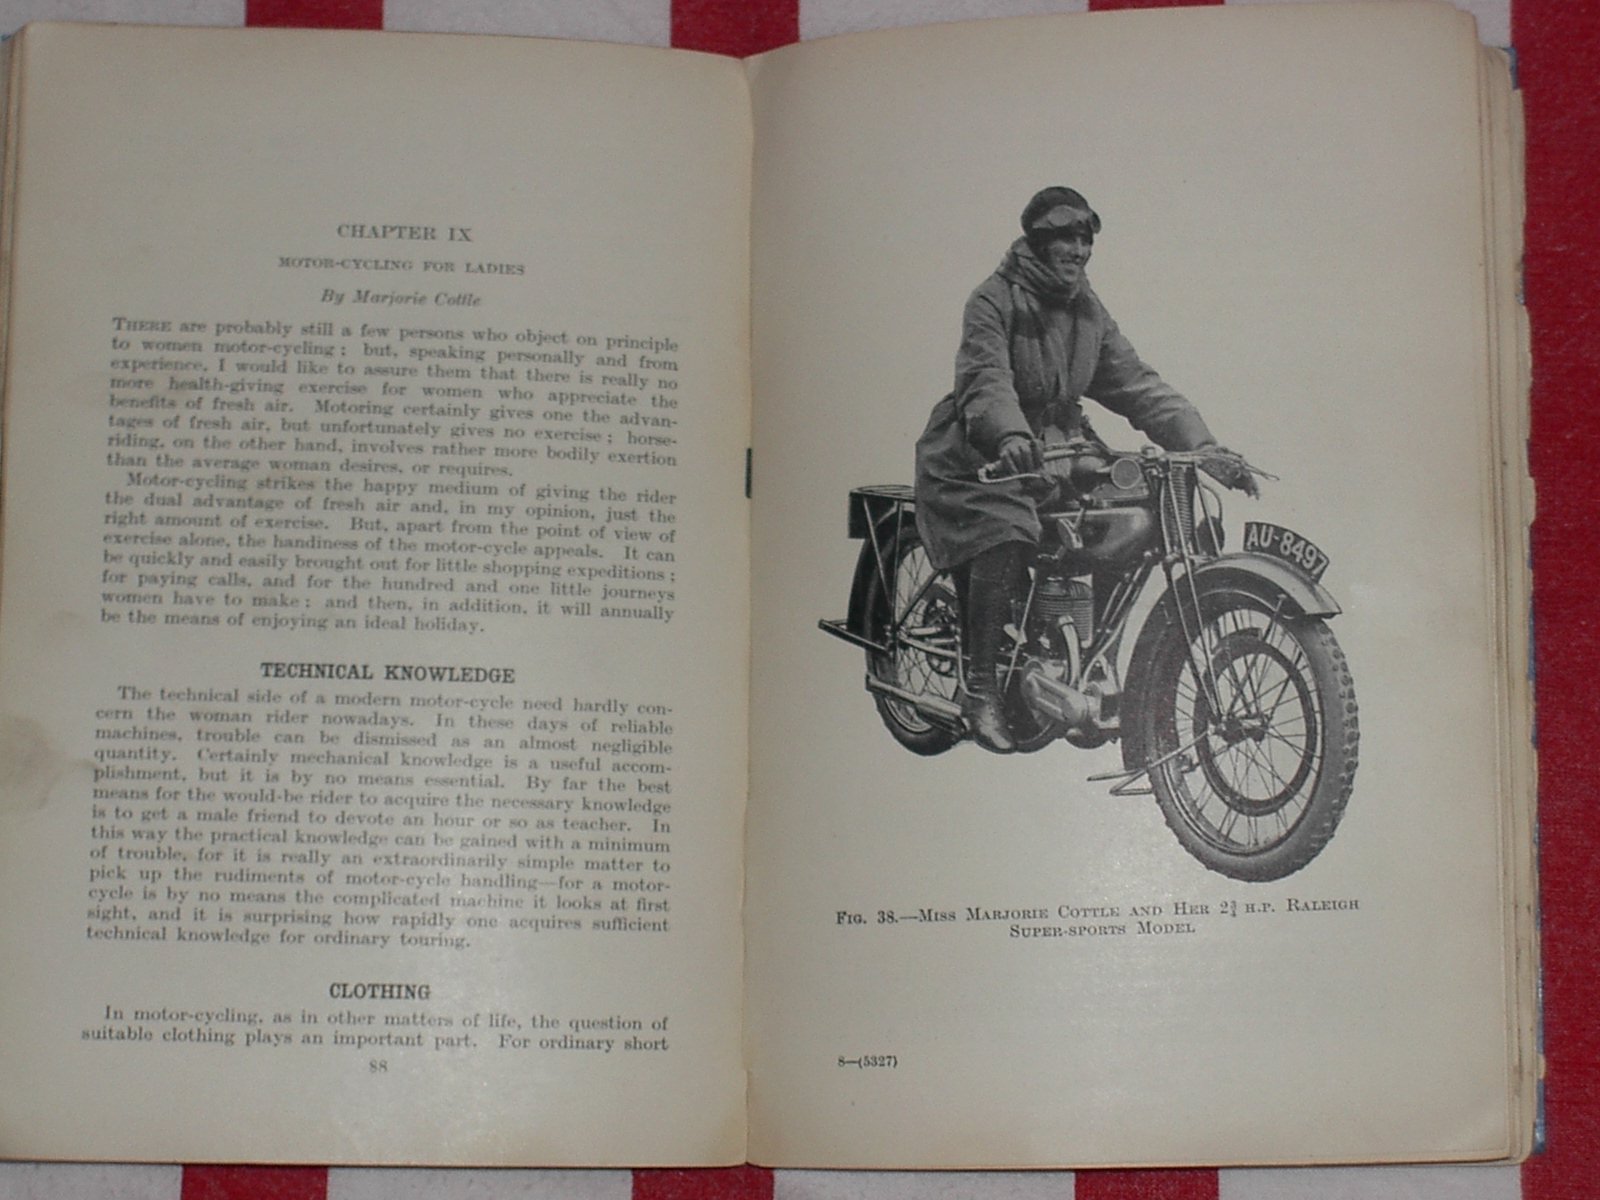 CHAPTER IX
MOTOR-CYCLING FOR LADIES
By Marjorie Cottle
THERE are probably still a few persons who object on principle
to women motor-cycling; but, speaking personally and from
experience, I would like to assure them that there is really no
more health-giving exercise for women who appreciate the
benefits of fresh air. Motoring certainly gives one the advan-
tages of fresh air, but unfortunately gives no exercise; horse-
riding, on the other hand, involves rather more bodily exertion
than the average woman desires, or requires.
Motor-cycling strikes the happy medium of giving the rider
the dual advantage of fresh air and, in my opinion, just the
right amount of exercise. But, apart from the point of view of
exercise alone, the handiness of the motor-cycle appeals. It can
be quickly and easily brought out for little shopping expeditions;
for paying calls, and for the hundred and one little journeys
women have to make; and then, in addition, it will annually
be the means of enjoying an ideal holiday.
TECHNICAL KNOWLEDGE
The technical side of a modern motor-cycle need hardly con-
cern the woman rider nowadays. In these days of reliable
machines, trouble can be dismissed as an almost negligible
quantity. Certainly mechanical knowledge is a useful accom-
plishment, but it is by no means essential. By far the best
means for the would-be rider to acquire the necessary knowledge
is to get a male friend to devote an hour or so as teacher. In
this way the practical knowledge can be gained with a minimum
of trouble, for it is really an extraordinarily simple matter to
pick up the rudiments of motor-cycle handling—for a motor-
cycle is by no means the complicated machine it looks at first
sight, and it is surprising how rapidly one acquires sufficient
technical knowledge for ordinary touring.
CLOTHING
In motor-cycling, as in other matters of life, the question of
suitable clothing plays an important part. For ordinary short
88
AU-8497
FIG. 38.—MISS MARJORIE COTTLE AND HER 2¾ H.P. RALEIGH
SUPER-SPORTS MODEL
8—(5327)